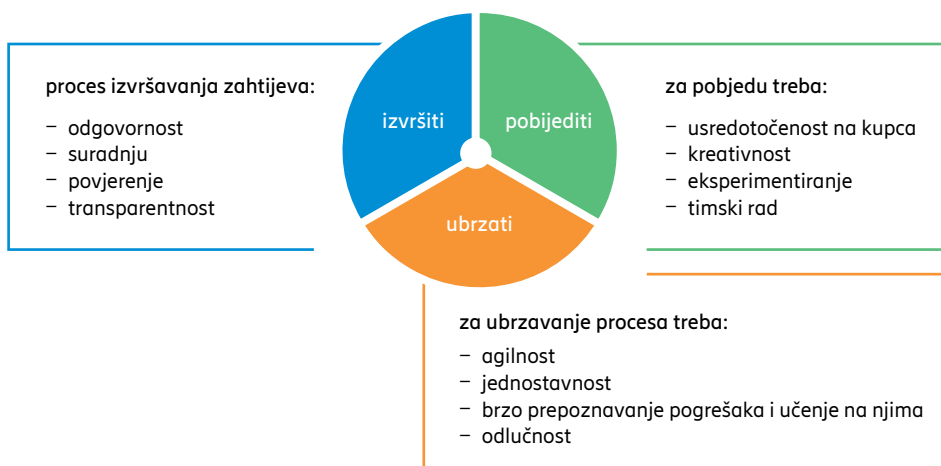 proces izvršavanja zahtijeva:
– odgovornost
– suradnju
– povjerenje
– transparentnost
izvršiti
pobijediti
ubrzati
za pobjedu treba:
– usredotočenost na kupca
– kreativnost
– eksperimentiranje
– timski rad
za ubrzavanje procesa treba:
– agilnost
– jednostavnost
– brzo prepoznavanje pogrešaka i učenje na njima
– odlučnost